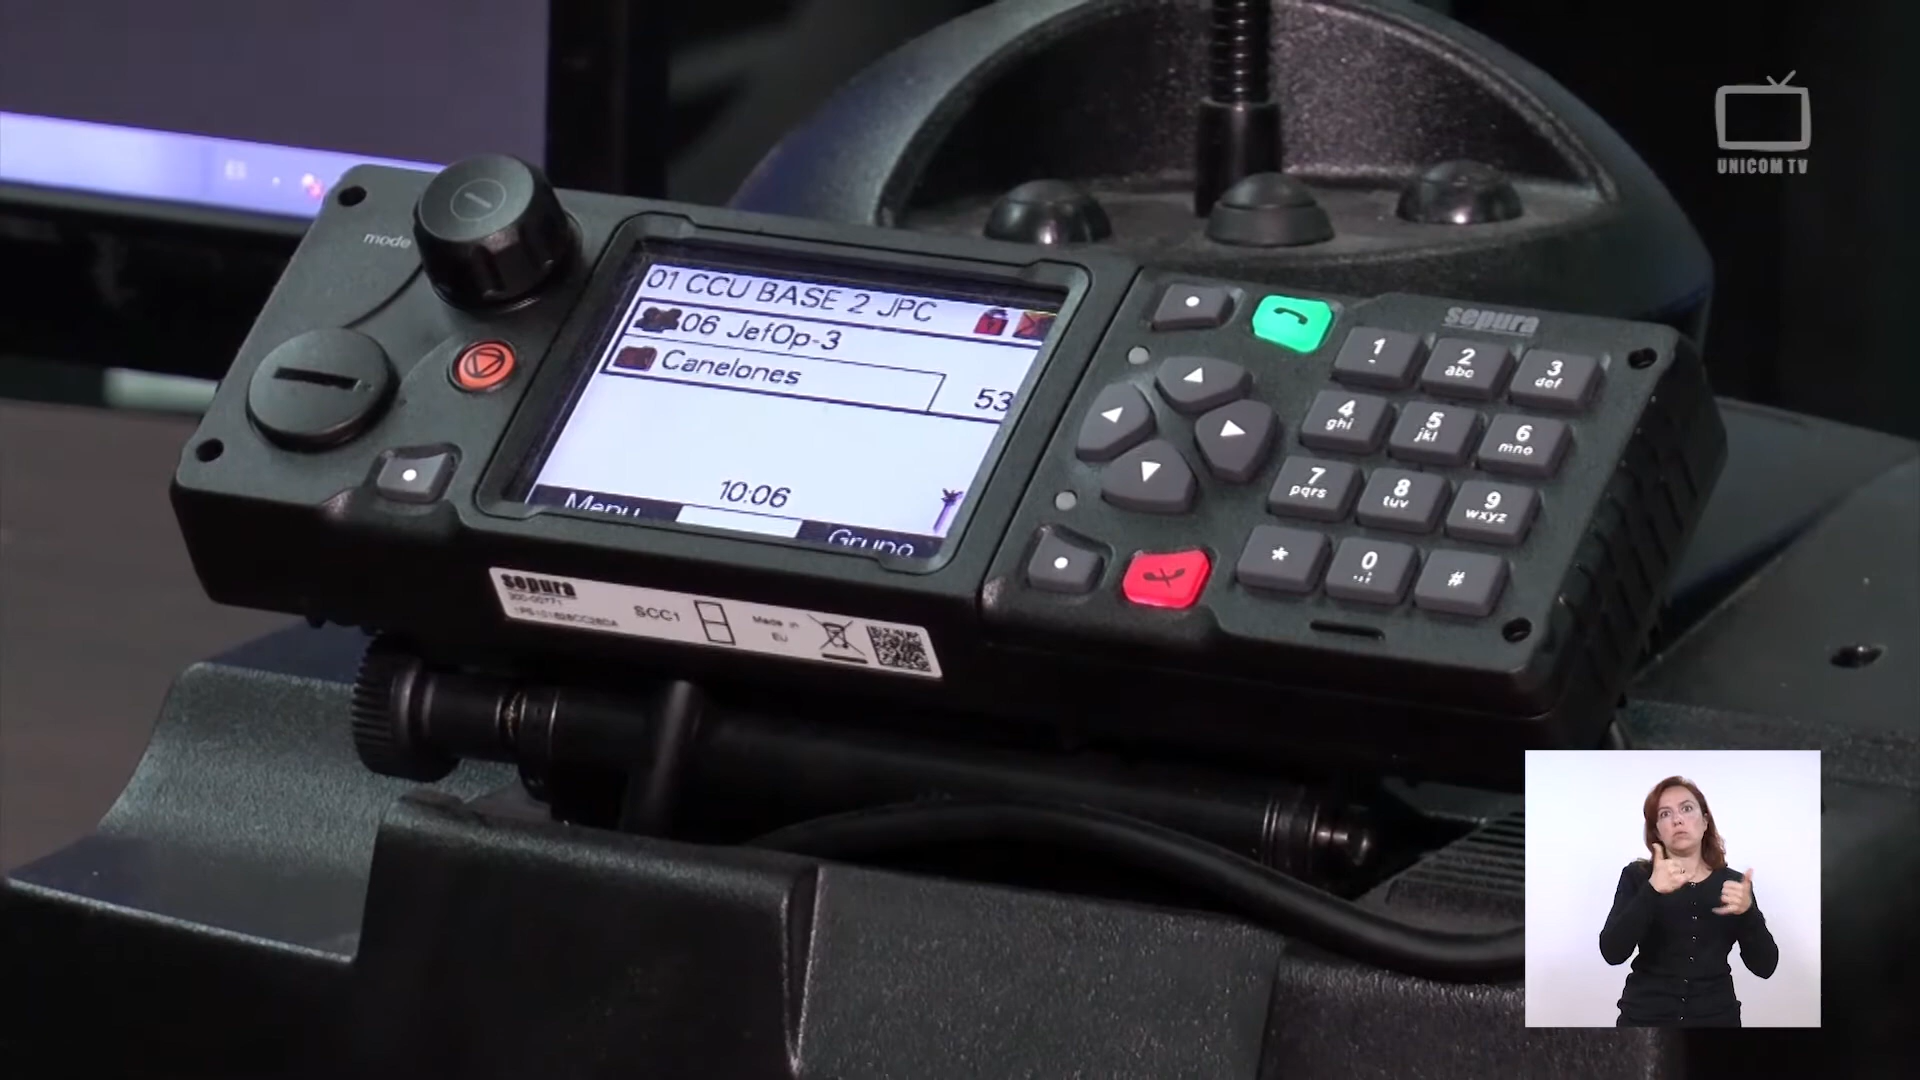 UNICOM TV
mode
01 CCU BASE 2 JPC
06 JefOp-3
Canelones
53
10:06
Menu
Grupo
sepura
1
2 abc
3 def
4 ghi
5 jkl
6 mno
7 pqrs
8 tuv
9 wxyz
*
0
#
sepura
300-00771
SCC1
Made in
EU